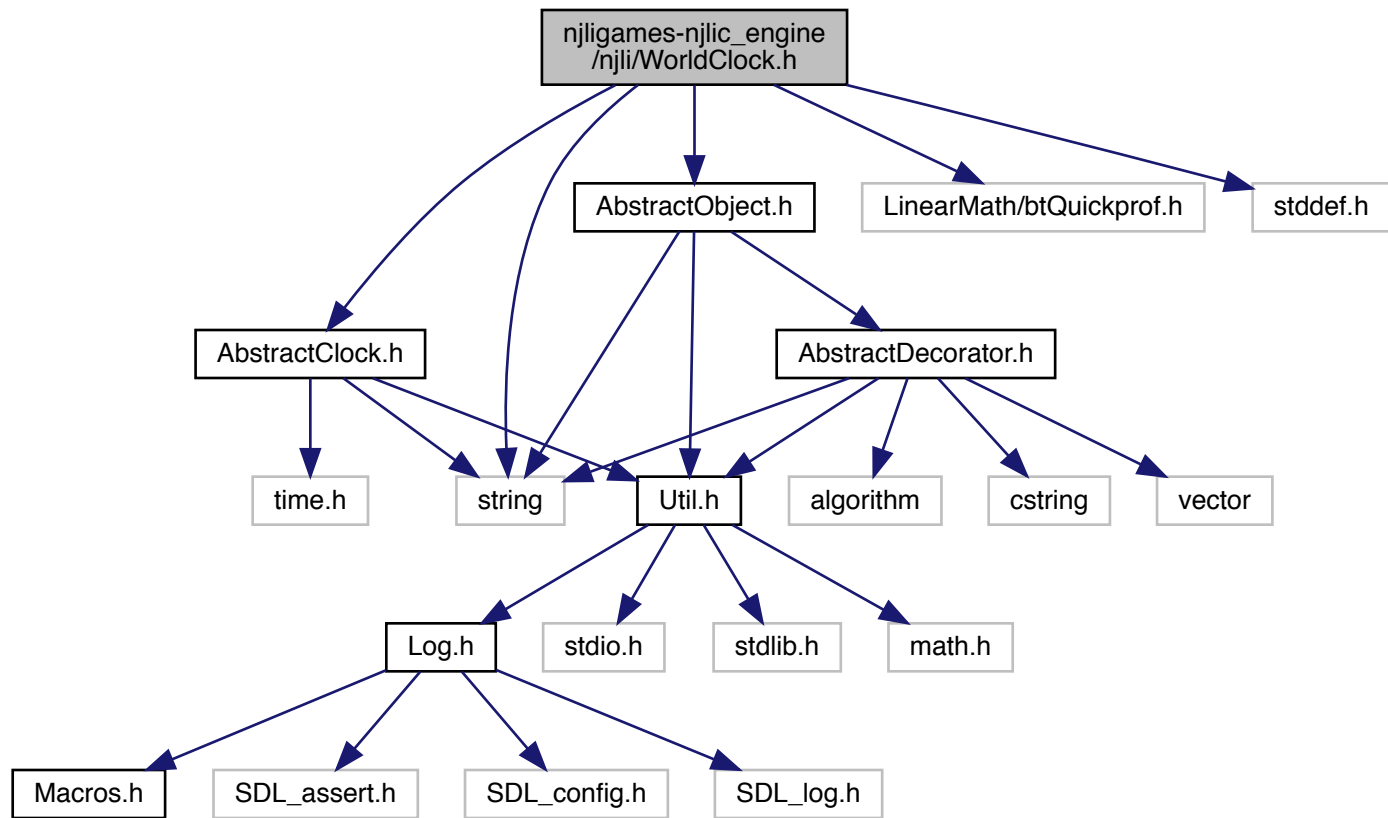 njligames-njlic_engine
/njli/WorldClock.h
AbstractObject.h
LinearMath/btQuickprof.h
stddef.h
AbstractClock.h
AbstractDecorator.h
time.h
string
Util.h
algorithm
cstring
vector
Log.h
stdio.h
stdlib.h
math.h
Macros.h
SDL_assert.h
SDL_config.h
SDL_log.h